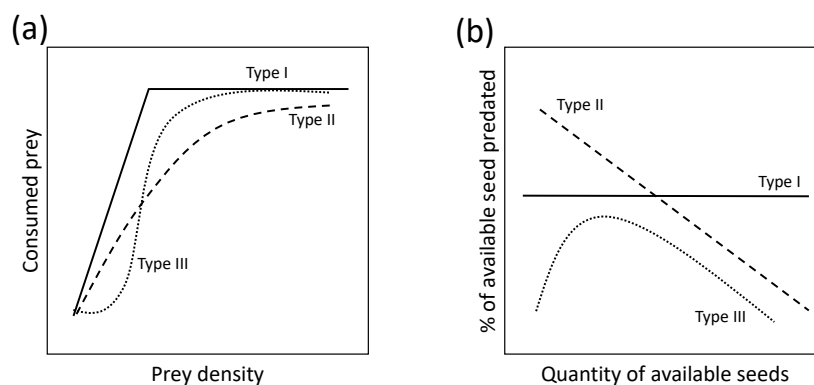 (a)
Type I
Type II
Type III
Consumed prey
Prey density
(b)
Type II
Type I
Type III
% of available seed predated
Quantity of available seeds